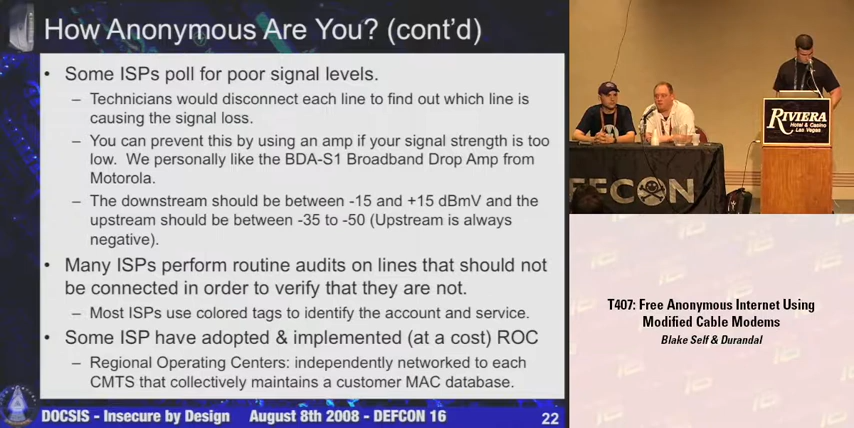 How Anonymous Are You? (cont'd)
• Some ISPs poll for poor signal levels.
– Technicians would disconnect each line to find out which line is
causing the signal loss.
– You can prevent this by using an amp if your signal strength is too
low. We personally like the BDA-S1 Broadband Drop Amp from
Motorola.
– The downstream should be between -15 and +15 dBmV and the
upstream should be between -35 to -50 (Upstream is always
negative).
• Many ISPs perform routine audits on lines that should not
be connected in order to verify that they are not.
– Most ISPs use colored tags to identify the account and service.
• Some ISP have adopted & implemented (at a cost) ROC
– Regional Operating Centers: independently networked to each
CMTS that collectively maintains a customer MAC database.
DOCSIS - Insecure by Design August 8th 2008 - DEFCON 16 22
RIVIERA
Hotel & Casino
Las Vegas
DEFCON
T407: Free Anonymous Internet Using
Modified Cable Modems
Blake Self & Durandal